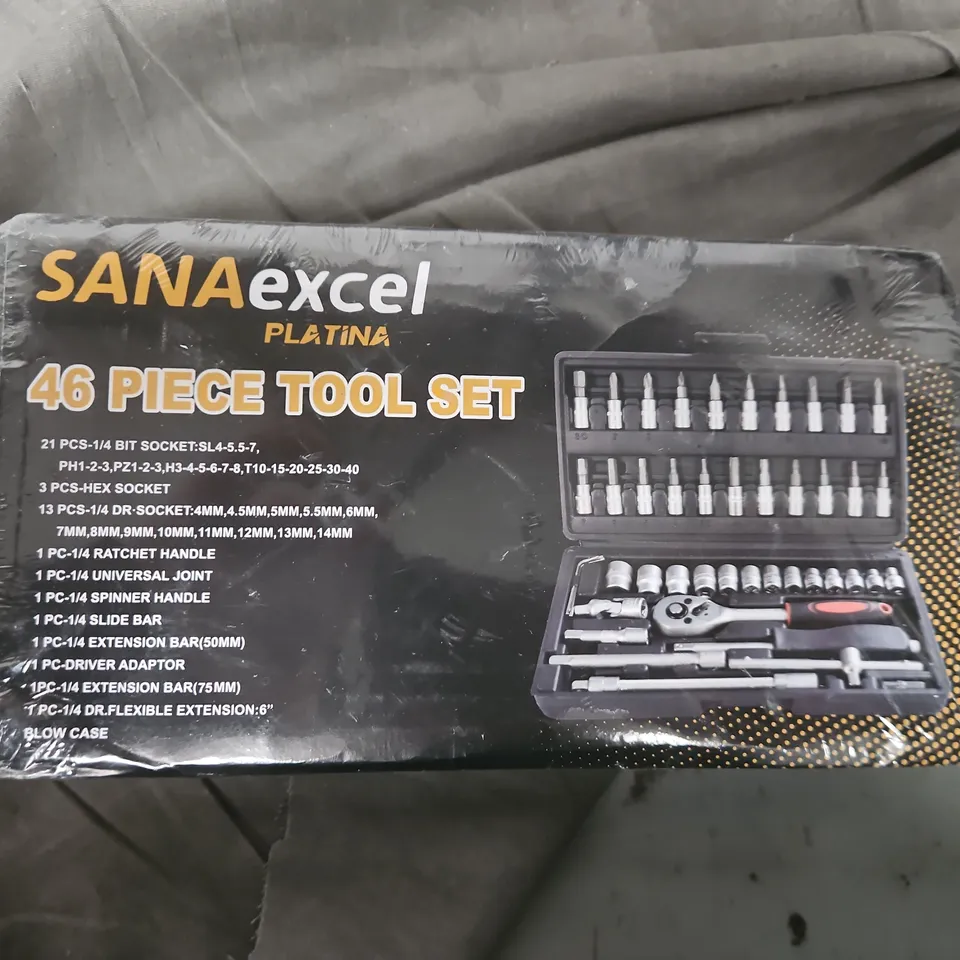 SANAexcel
PLATINA
46 PIECE TOOL SET
21 PCS-1/4 BIT SOCKET:SL4-5.5-7,
PH1-2-3,PZ1-2-3,H3-4-5-6-7-8,T10-15-20-25-30-40
3 PCS-HEX SOCKET
13 PCS-1/4 DR-SOCKET:4MM,4.5MM,5MM,5.5MM,6MM,
7MM,8MM,9MM,10MM,11MM,12MM,13MM,14MM
1 PC-1/4 RATCHET HANDLE
1 PC-1/4 UNIVERSAL JOINT
1 PC-1/4 SPINNER HANDLE
1 PC-1/4 SLIDE BAR
1 PC-1/4 EXTENSION BAR(50MM)
1 PC-DRIVER ADAPTOR
1PC-1/4 EXTENSION BAR(75MM)
1 PC-1/4 DR.FLEXIBLE EXTENSION:6"
BLOW CASE